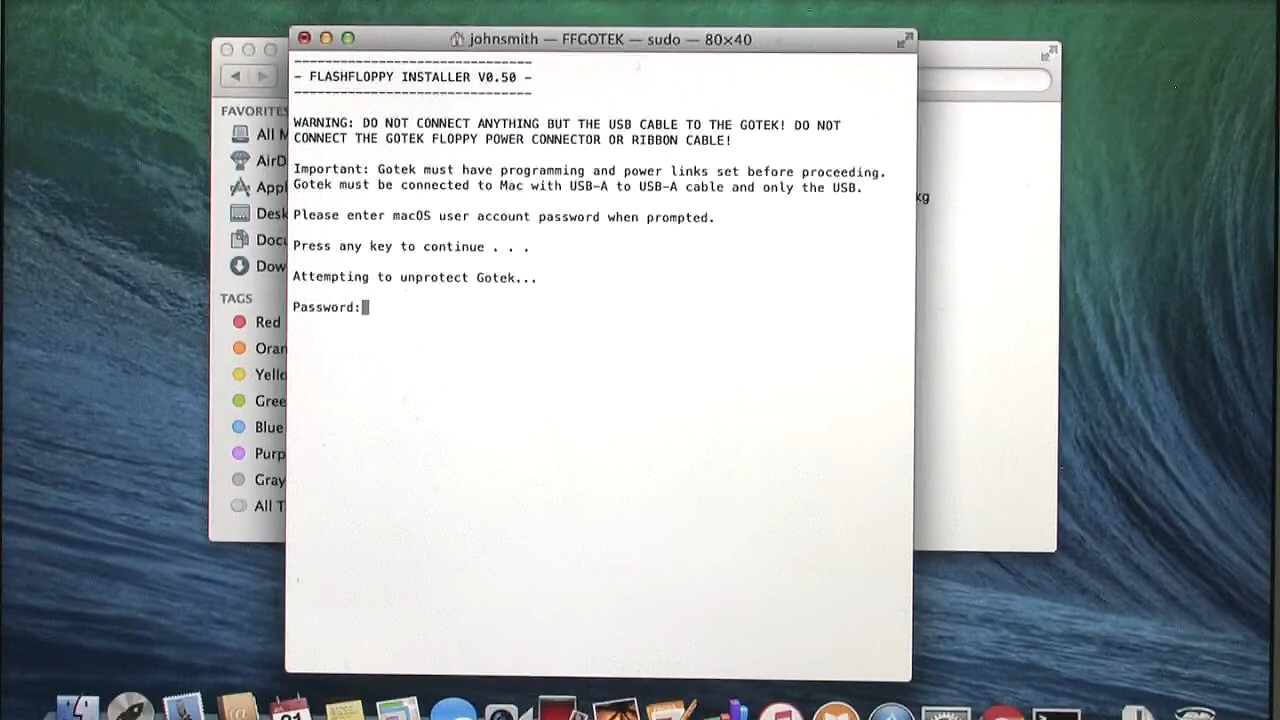 johnsmith — FFGOTEK — sudo — 80×40
------------------------------
- FLASHFLOPPY INSTALLER V0.50 -
------------------------------
WARNING: DO NOT CONNECT ANYTHING BUT THE USB CABLE TO THE GOTEK! DO NOT
CONNECT THE GOTEK FLOPPY POWER CONNECTOR OR RIBBON CABLE!
Important: Gotek must have programming and power links set before proceeding.
Gotek must be connected to Mac with USB-A to USB-A cable and only the USB.
Please enter macOS user account password when prompted.
Press any key to continue . . .
Attempting to unprotect Gotek...
Password:
FAVORITES
All M
AirD
Appl
Desk
Docu
Dow
TAGS
Red
Oran
Yello
Gree
Blue
Purp
Gray
All T
kg